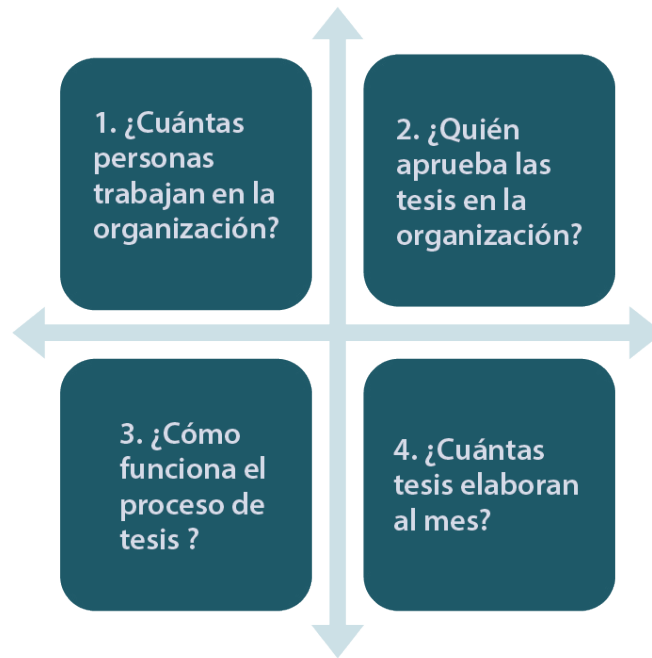 1. ¿Cuántas
personas
trabajan en la
organización?
2. ¿Quién
aprueba las
tesis en la
organización?
3. ¿Cómo
funciona el
proceso de
tesis ?
4. ¿Cuántas
tesis elaboran
al mes?